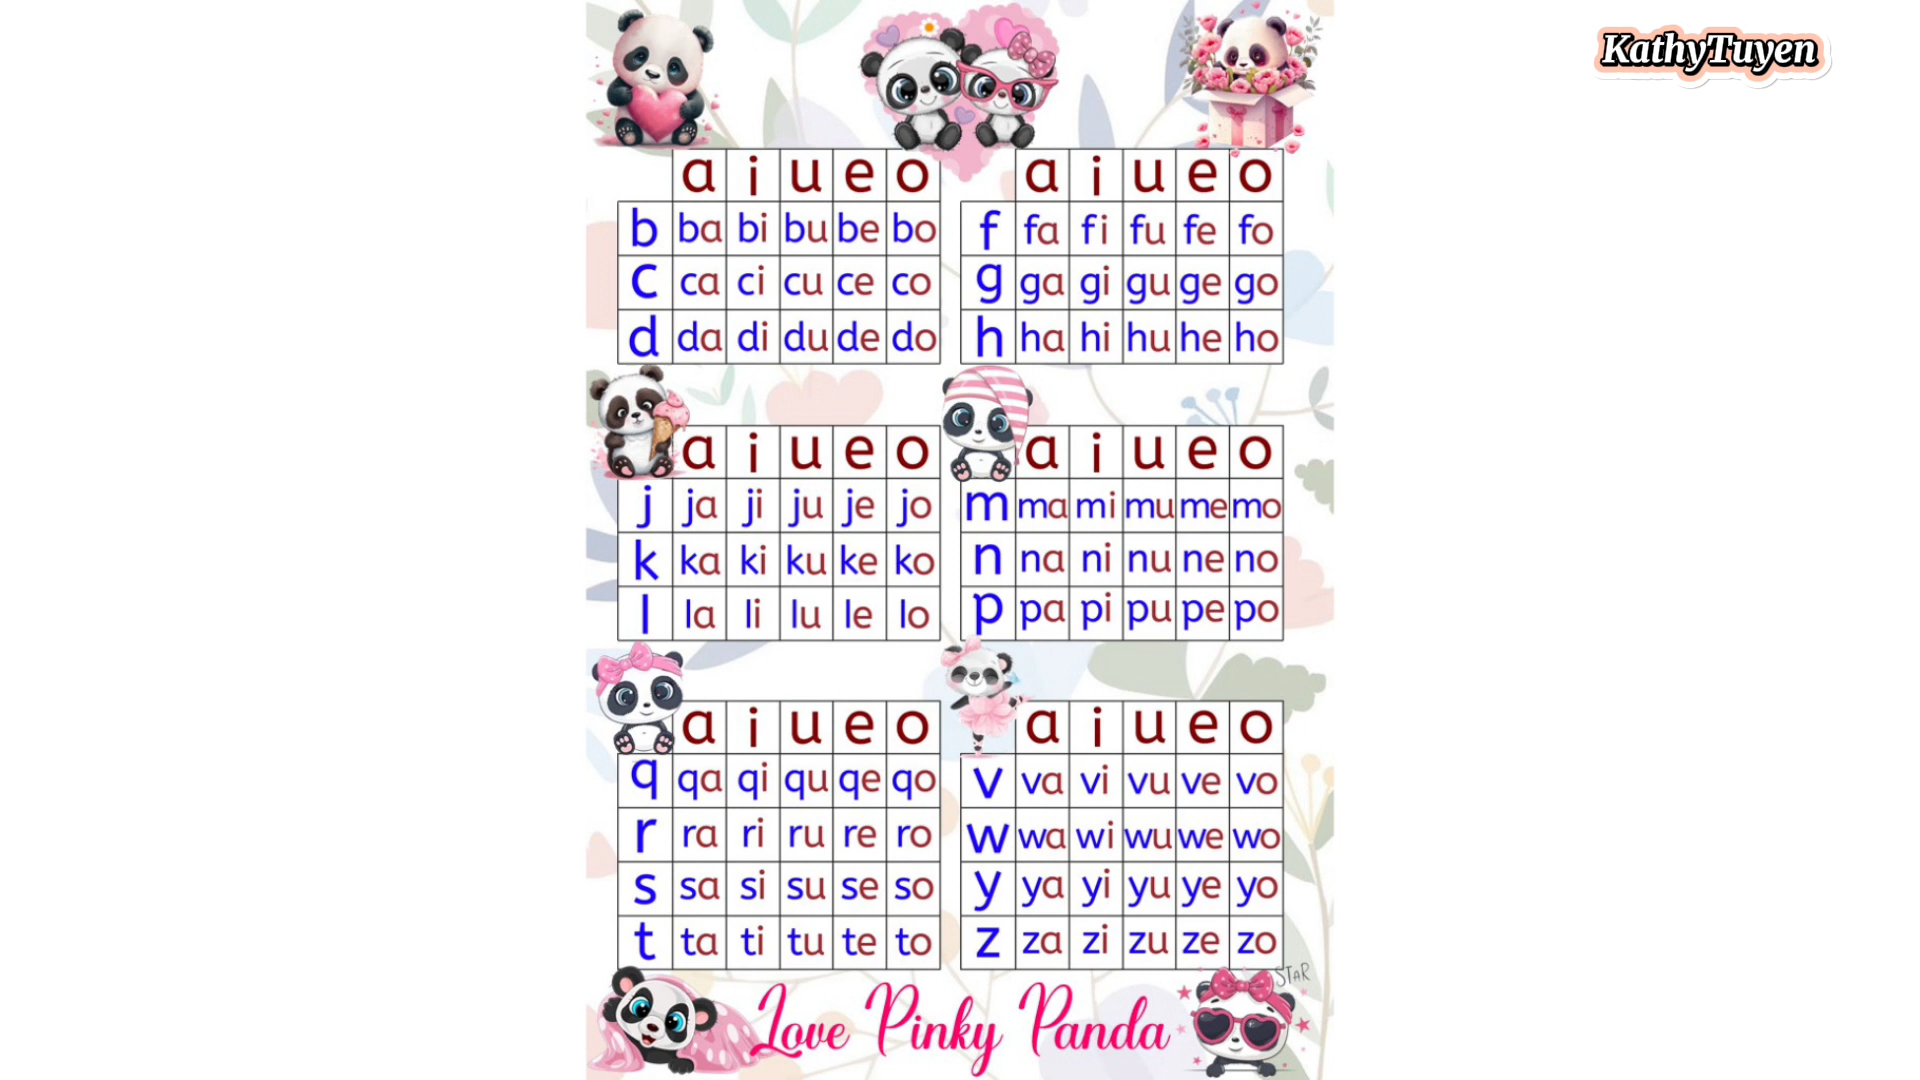 KathyTuyen
a i u e o
b ba bi bu be bo
c ca ci cu ce co
d da di du de do
a i u e o
f fa fi fu fe fo
g ga gi gu ge go
h ha hi hu he ho
a i u e o
j ja ji ju je jo
k ka ki ku ke ko
l la li lu le lo
a i u e o
m ma mi mu me mo
n na ni nu ne no
p pa pi pu pe po
a i u e o
q qa qi qu qe qo
r ra ri ru re ro
s sa si su se so
t ta ti tu te to
a i u e o
v va vi vu ve vo
w wa wi wu we wo
y ya yi yu ye yo
z za zi zu ze zo
STAR
Love Pinky Panda